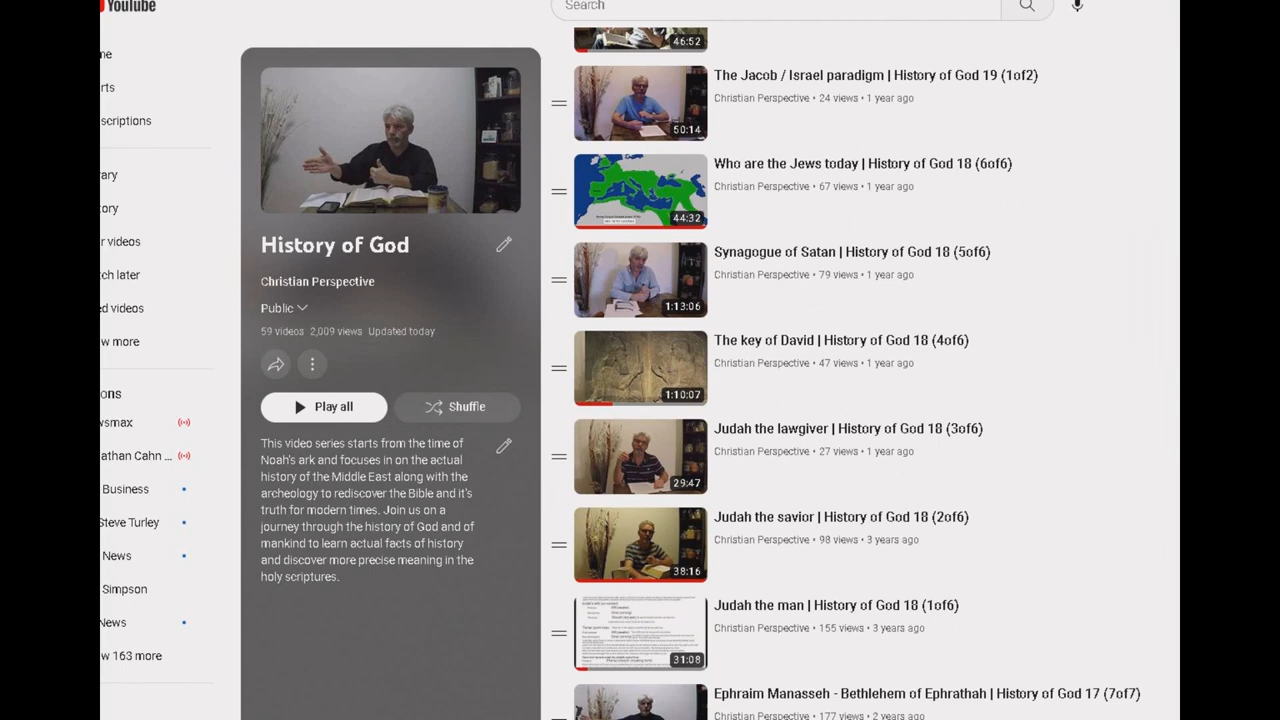 YouTube
Search
me
rts
scriptions
ary
ory
r videos
tch later
ed videos
w more
ons
wsmax
athan Cahn ...
Business
Steve Turley
News
Simpson
News
w 163 more
History of God
Christian Perspective
Public
59 videos 2,009 views Updated today
Play all
Shuffle
This video series starts from the time of
Noah's ark and focuses in on the actual
history of the Middle East along with the
archeology to rediscover the Bible and it's
truth for modern times. Join us on a
journey through the history of God and of
mankind to learn actual facts of history
and discover more precise meaning in the
holy scriptures.
46:52
The Jacob / Israel paradigm | History of God 19 (1of2)
Christian Perspective • 24 views • 1 year ago
50:14
Who are the Jews today | History of God 18 (6of6)
Christian Perspective • 67 views • 1 year ago
44:32
Synagogue of Satan | History of God 18 (5of6)
Christian Perspective • 79 views • 1 year ago
1:13:06
The key of David | History of God 18 (4of6)
Christian Perspective • 47 views • 1 year ago
1:10:07
Judah the lawgiver | History of God 18 (3of6)
Christian Perspective • 27 views • 1 year ago
29:47
Judah the savior | History of God 18 (2of6)
Christian Perspective • 98 views • 3 years ago
38:16
Judah the man | History of God 18 (1of6)
Christian Perspective • 155 views • 3 years ago
31:08
Ephraim Manasseh - Bethlehem of Ephrathah | History of God 17 (7of7)
Christian Perspective • 177 views • 2 years ago